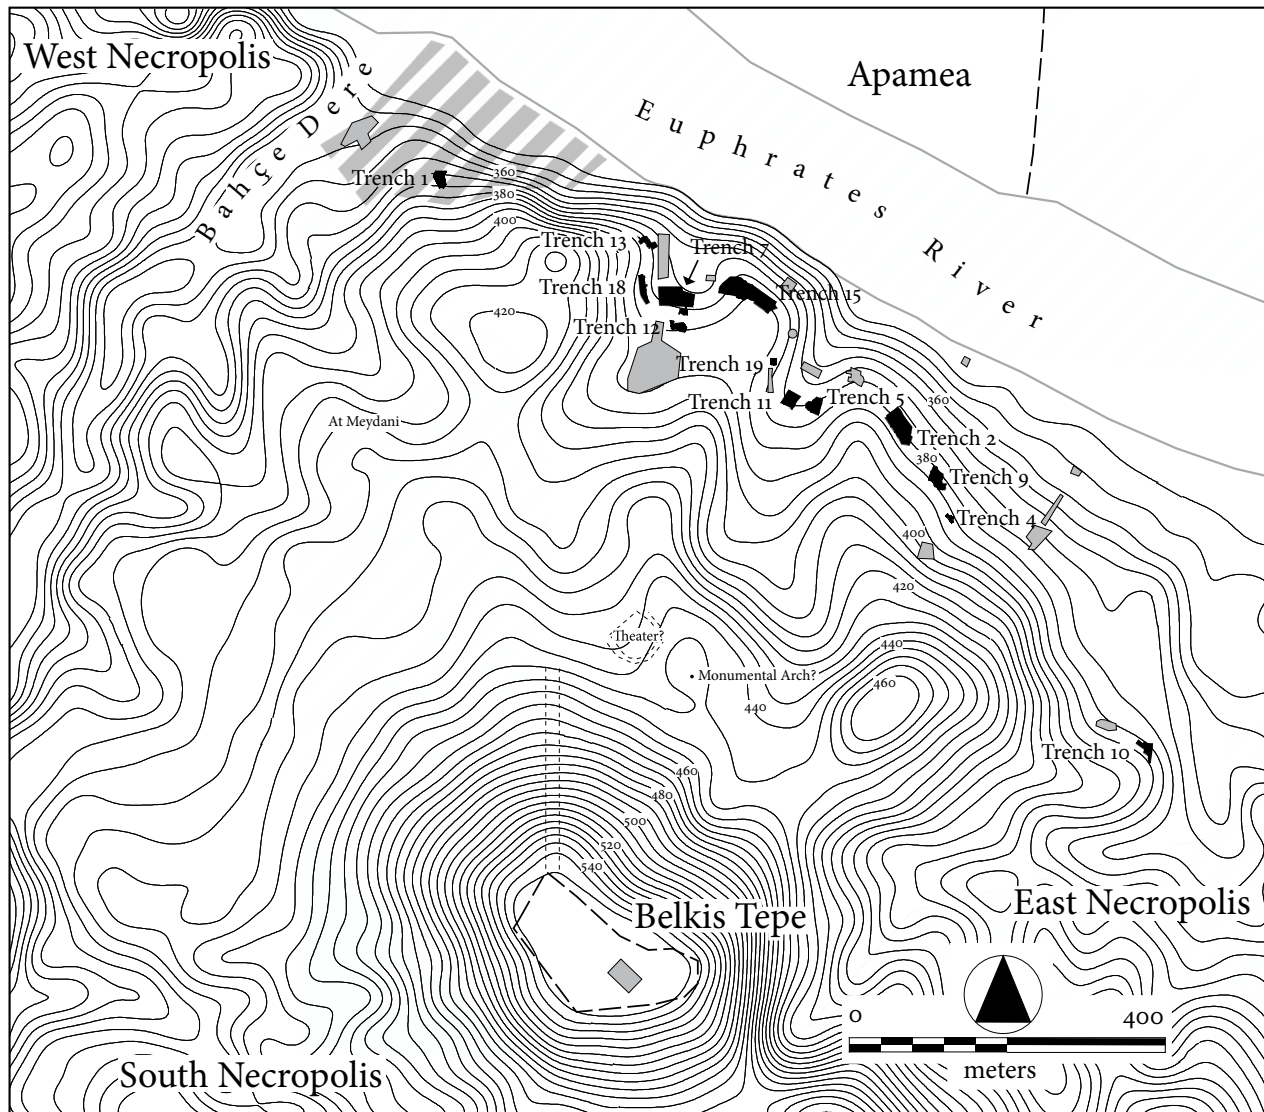 West Necropolis
Apamea
Bahçe Dere
Euphrates River
Trench 1
360
380
400
Trench 13
Trench 7
Trench 18
Trench 15
420
Trench 12
Trench 19
Trench 11
Trench 5
360
At Meydani
Trench 2
380
Trench 9
Trench 4
400
420
Theater?
440
Monumental Arch?
460
440
Trench 10
460
480
500
520
540
Belkis Tepe
East Necropolis
0 400
meters
South Necropolis